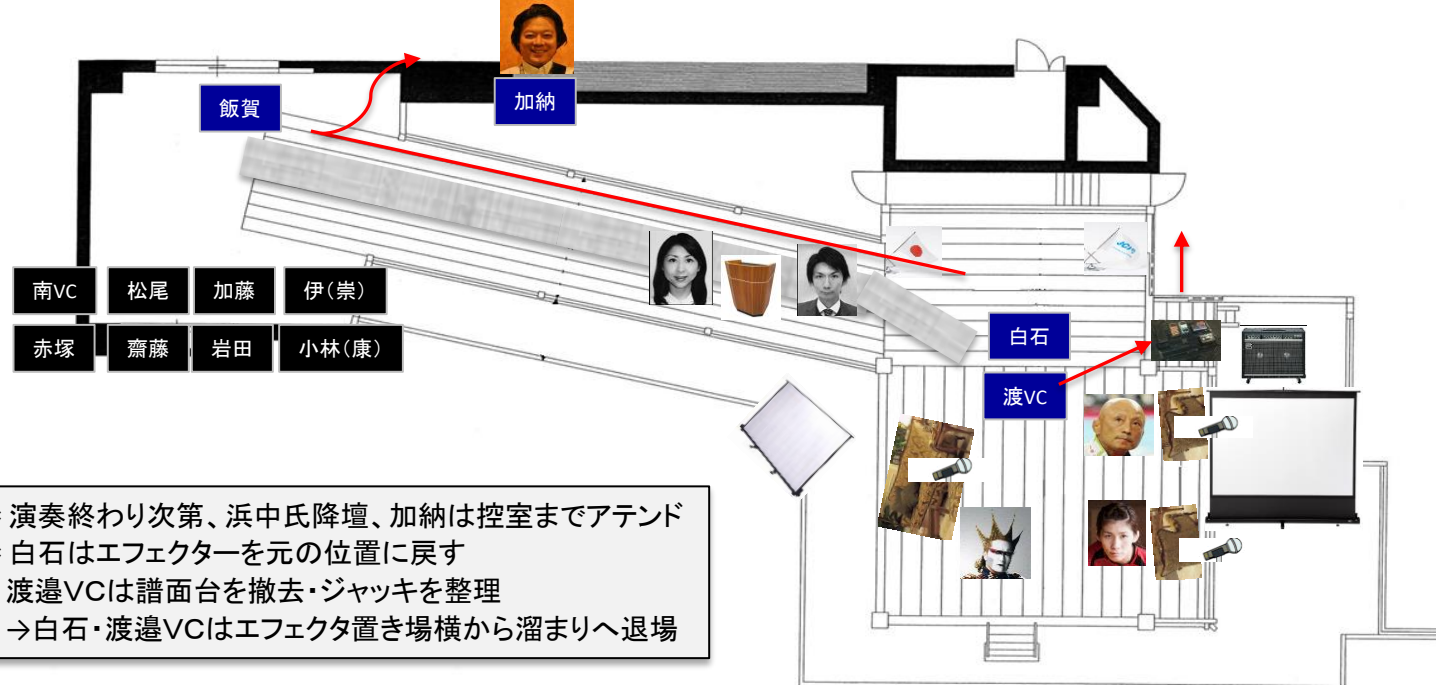 加納
飯賀
南VC
松尾
加藤
伊(崇)
赤塚
齋藤
岩田
小林(康)
白石
渡VC
演奏終わり次第、浜中氏降壇、加納は控室までアテンド
白石はエフェクターを元の位置に戻す
渡邉VCは譜面台を撤去・ジャッキを整理
→白石・渡邉VCはエフェクタ置き場横から溜まりへ退場